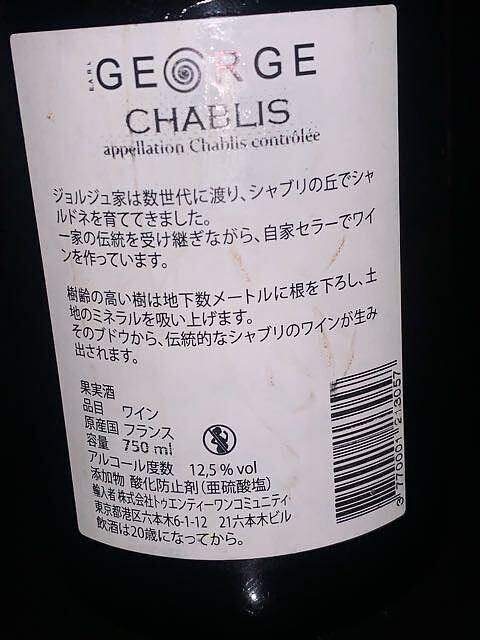 EARL
GEORGE
CHABLIS
appellation Chablis contrôlée
ジョルジュ家は数世代に渡り、シャブリの丘でシャ
ルドネを育ててきました。
一家の伝統を受け継ぎながら、自家セラーでワイ
ンを作っています。
樹齢の高い樹は地下数メートルに根を下ろし、土
地のミネラルを吸い上げます。
そのブドウから、伝統的なシャブリのワインが生み
出されます。
果実酒
品目 ワイン
原産国 フランス
容量 750 ml
アルコール度数 12,5 % vol
添加物 酸化防止剤（亜硫酸塩）
輸入者 株式会社トゥエンティーワンコミュニティ
東京都港区六本木6-1-12 21六本木ビル
飲酒は20歳になってから。
3 770001 213057